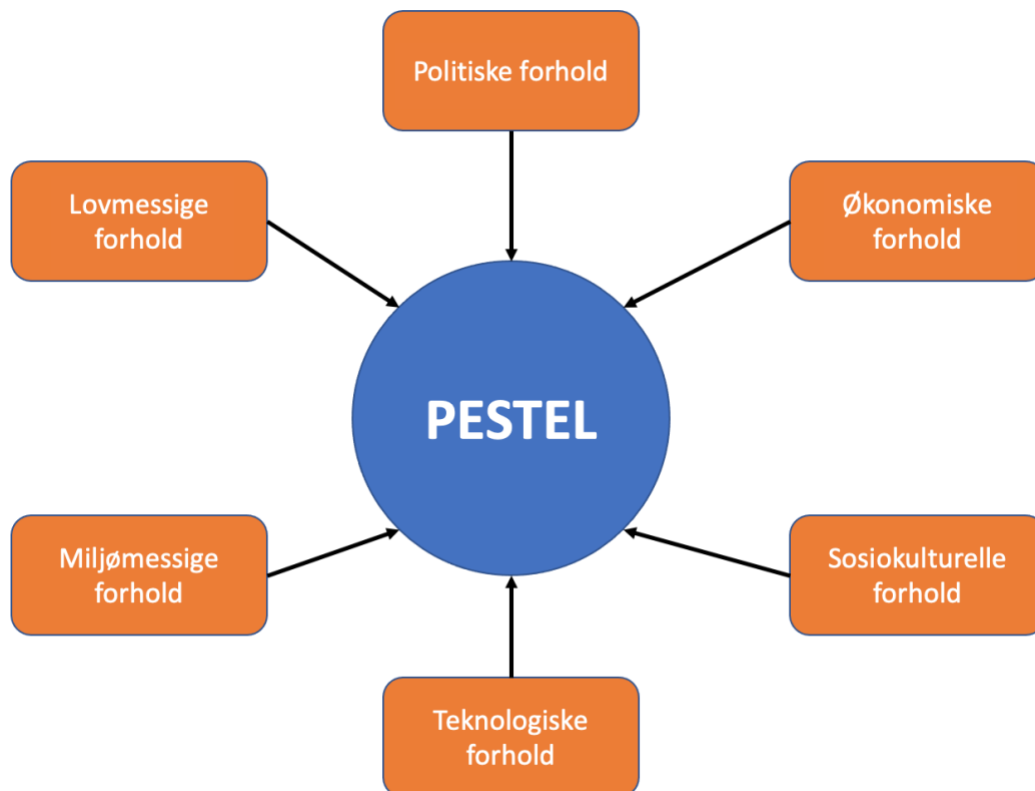 Politiske forhold
Lovmessige
forhold
Økonomiske
forhold
PESTEL
Miljømessige
forhold
Sosiokulturelle
forhold
Teknologiske
forhold